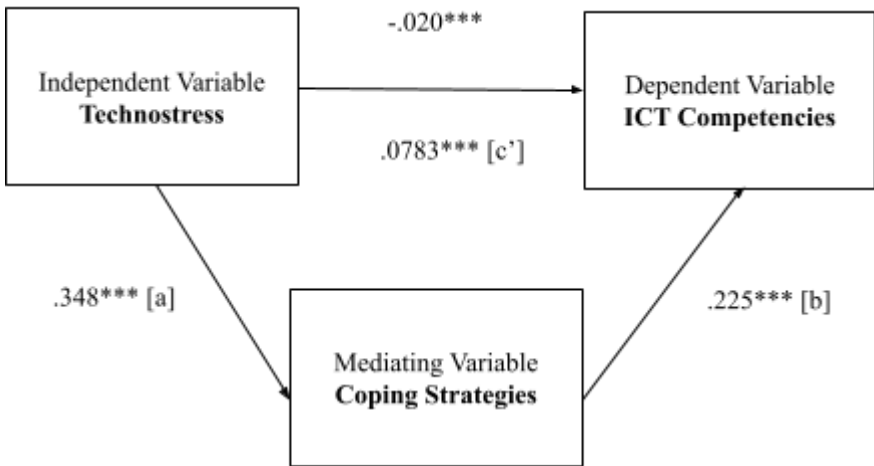 -.020***
Independent Variable
Technostress
Dependent Variable
ICT Competencies
.0783*** [c’]
.348*** [a]
.225*** [b]
Mediating Variable
Coping Strategies